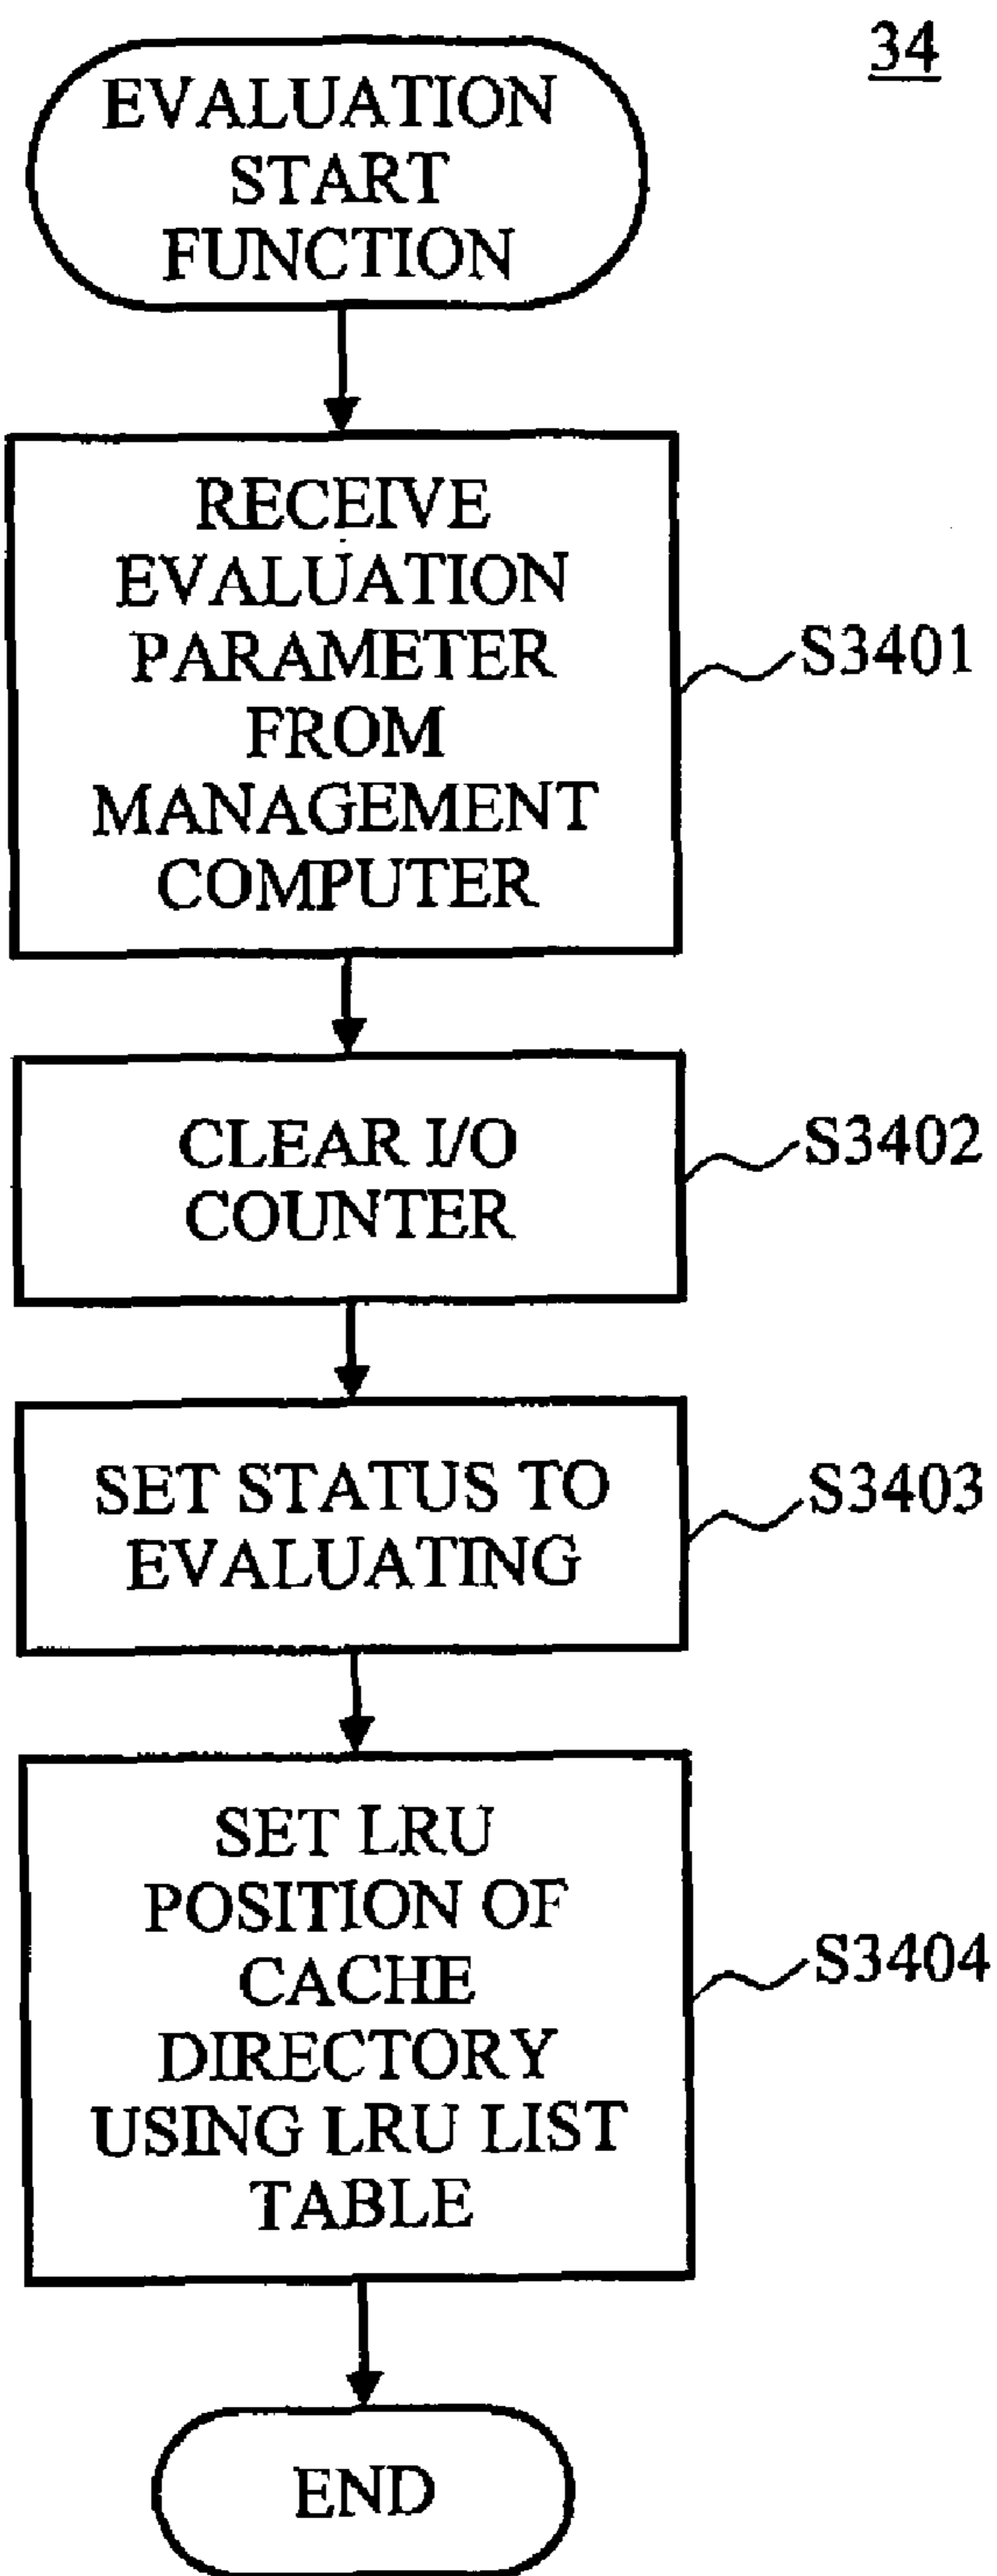 34
EVALUATION
START
FUNCTION
RECEIVE
EVALUATION
PARAMETER
FROM
MANAGEMENT
COMPUTER
S3401
CLEAR I/O
COUNTER
S3402
SET STATUS TO
EVALUATING
S3403
SET LRU
POSITION OF
CACHE
DIRECTORY
USING LRU LIST
TABLE
S3404
END